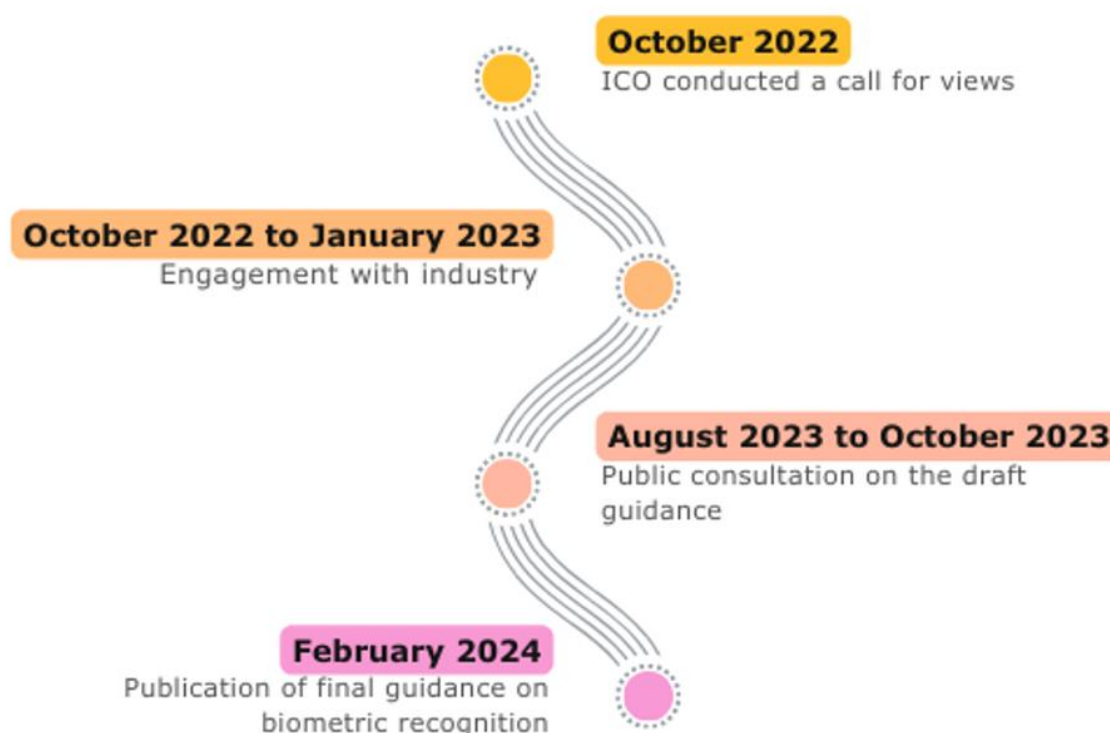 October 2022
ICO conducted a call for views
October 2022 to January 2023
Engagement with industry
August 2023 to October 2023
Public consultation on the draft
guidance
February 2024
Publication of final guidance on
biometric recognition